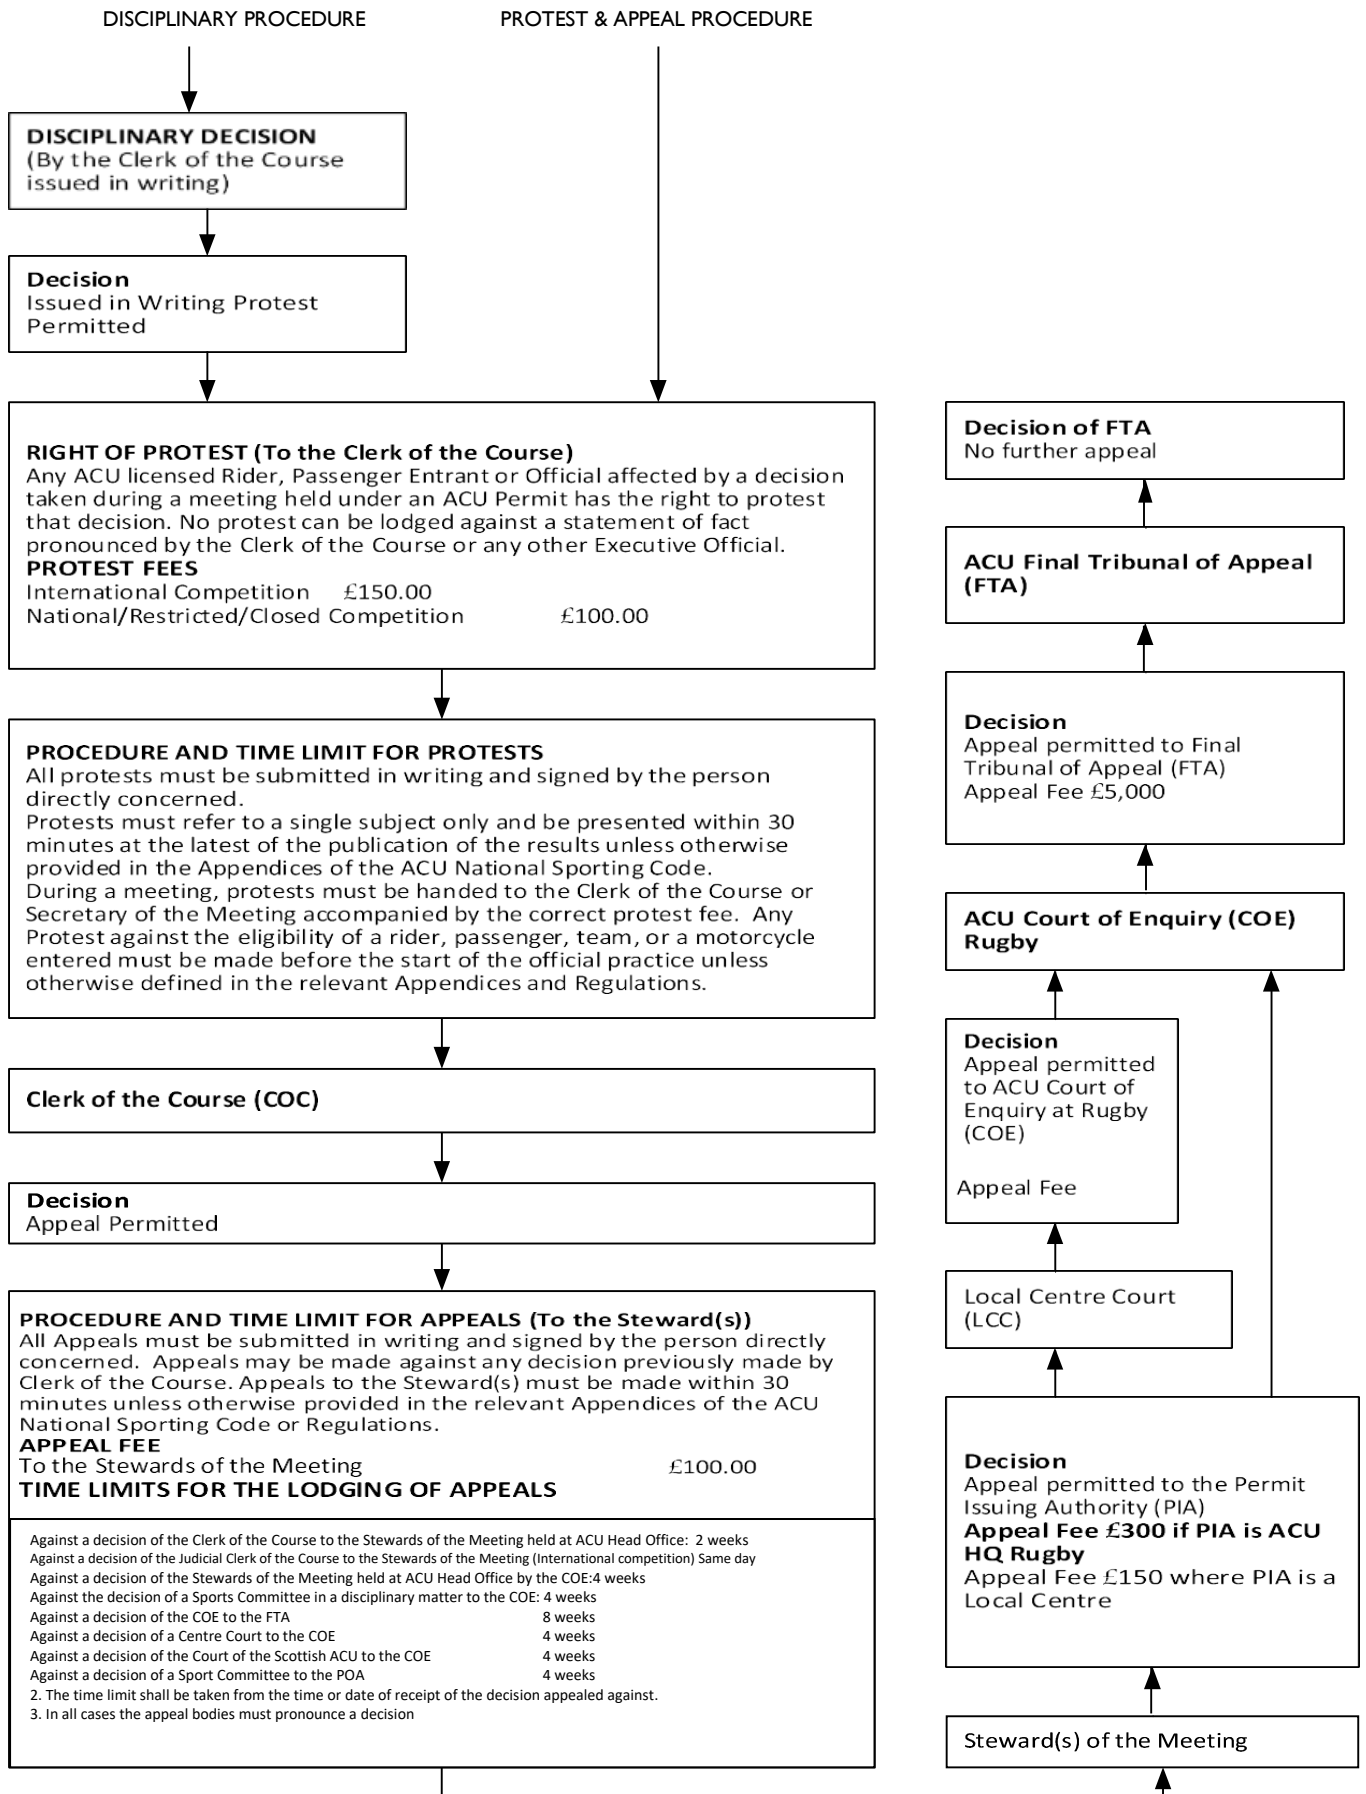 DISCIPLINARY PROCEDURE
PROTEST & APPEAL PROCEDURE
DISCIPLINARY DECISION
(By the Clerk of the Course
issued in writing)
Decision
Issued in Writing Protest
Permitted
RIGHT OF PROTEST (To the Clerk of the Course)
Any ACU licensed Rider, Passenger Entrant or Official affected by a decision
taken during a meeting held under an ACU Permit has the right to protest
that decision. No protest can be lodged against a statement of fact
pronounced by the Clerk of the Course or any other Executive Official.
PROTEST FEES
International Competition £150.00
National/Restricted/Closed Competition £100.00
PROCEDURE AND TIME LIMIT FOR PROTESTS
All protests must be submitted in writing and signed by the person
directly concerned.
Protests must refer to a single subject only and be presented within 30
minutes at the latest of the publication of the results unless otherwise
provided in the Appendices of the ACU National Sporting Code.
During a meeting, protests must be handed to the Clerk of the Course or
Secretary of the Meeting accompanied by the correct protest fee. Any
Protest against the eligibility of a rider, passenger, team, or a motorcycle
entered must be made before the start of the official practice unless
otherwise defined in the relevant Appendices and Regulations.
Clerk of the Course (COC)
Decision
Appeal Permitted
PROCEDURE AND TIME LIMIT FOR APPEALS (To the Steward(s))
All Appeals must be submitted in writing and signed by the person directly
concerned. Appeals may be made against any decision previously made by
Clerk of the Course. Appeals to the Steward(s) must be made within 30
minutes unless otherwise provided in the relevant Appendices of the ACU
National Sporting Code or Regulations.
APPEAL FEE
To the Stewards of the Meeting £100.00
TIME LIMITS FOR THE LODGING OF APPEALS
Against a decision of the Clerk of the Course to the Stewards of the Meeting held at ACU Head Office: 2 weeks
Against a decision of the Judicial Clerk of the Course to the Stewards of the Meeting (International competition) Same day
Against a decision of the Stewards of the Meeting held at ACU Head Office by the COE:4 weeks
Against the decision of a Sports Committee in a disciplinary matter to the COE: 4 weeks
Against a decision of the COE to the FTA 8 weeks
Against a decision of a Centre Court to the COE 4 weeks
Against a decision of the Court of the Scottish ACU to the COE 4 weeks
Against a decision of a Sport Committee to the POA 4 weeks
2. The time limit shall be taken from the time or date of receipt of the decision appealed against.
3. In all cases the appeal bodies must pronounce a decision
Decision of FTA
No further appeal
ACU Final Tribunal of Appeal
(FTA)
Decision
Appeal permitted to Final
Tribunal of Appeal (FTA)
Appeal Fee £5,000
ACU Court of Enquiry (COE)
Rugby
Decision
Appeal permitted
to ACU Court of
Enquiry at Rugby
(COE)
Appeal Fee
Local Centre Court
(LCC)
Decision
Appeal permitted to the Permit
Issuing Authority (PIA)
Appeal Fee £300 if PIA is ACU
HQ Rugby
Appeal Fee £150 where PIA is a
Local Centre
Steward(s) of the Meeting